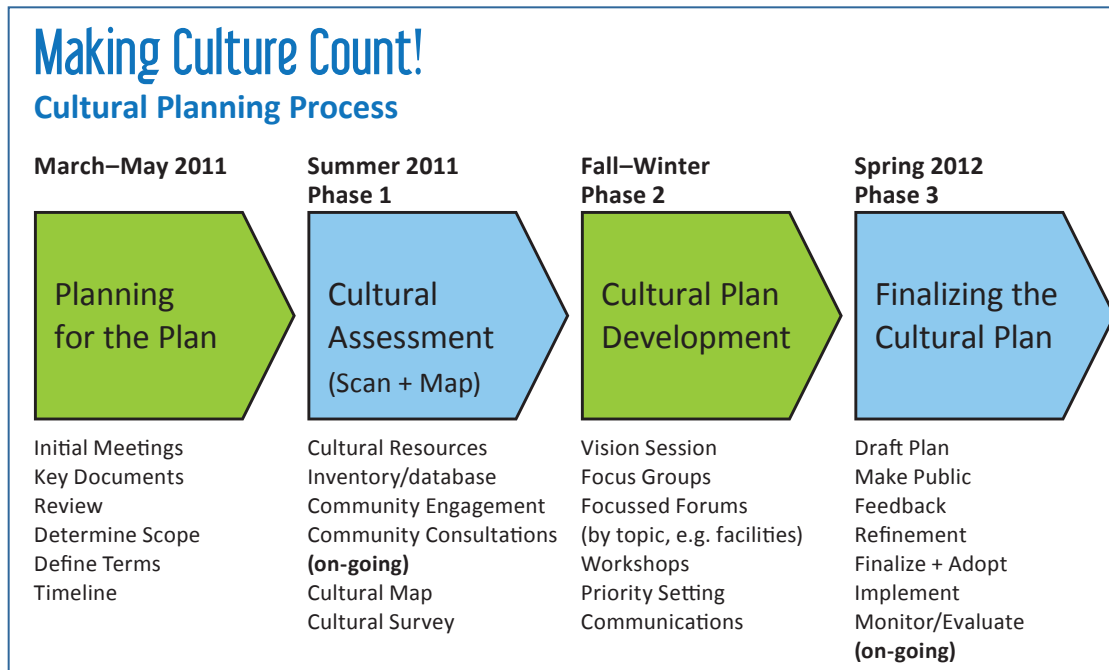 Making Culture Count!
Cultural Planning Process
March–May 2011
Planning
for the Plan
Initial Meetings
Key Documents
Review
Determine Scope
Define Terms
Timeline
Summer 2011
Phase 1
Cultural
Assessment
(Scan + Map)
Cultural Resources
Inventory/database
Community Engagement
Community Consultations
(on-going)
Cultural Map
Cultural Survey
Fall–Winter
Phase 2
Cultural Plan
Development
Vision Session
Focus Groups
Focussed Forums
(by topic, e.g. facilities)
Workshops
Priority Setting
Communications
Spring 2012
Phase 3
Finalizing the
Cultural Plan
Draft Plan
Make Public
Feedback
Refinement
Finalize + Adopt
Implement
Monitor/Evaluate
(on-going)